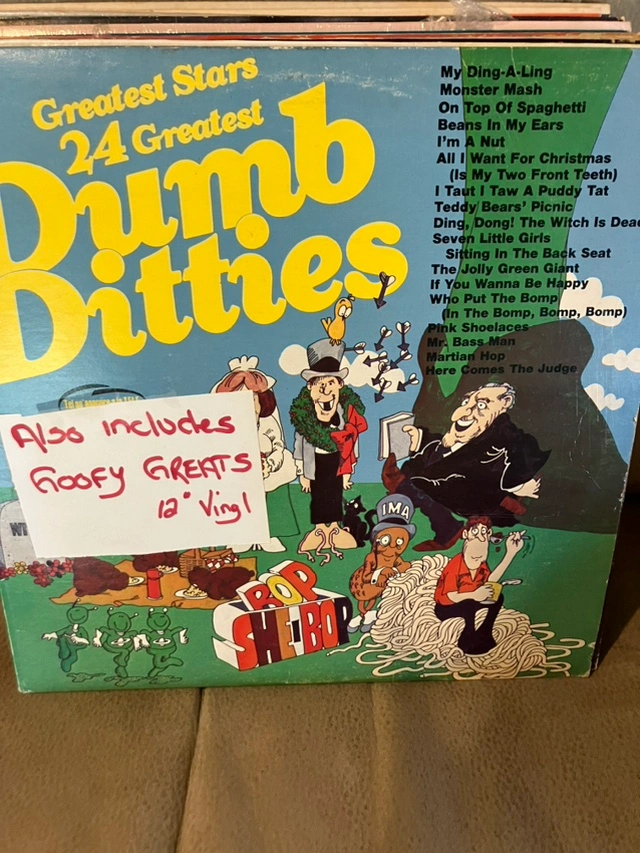 Greatest Stars
24 Greatest
Dumb
Ditties
My Ding-A-Ling
Monster Mash
On Top Of Spaghetti
Beans In My Ears
I'm A Nut
All I Want For Christmas
(Is My Two Front Teeth)
I Taut I Taw A Puddy Tat
Teddy Bears' Picnic
Ding, Dong! The Witch Is Dead
Seven Little Girls
Sitting In The Back Seat
The Jolly Green Giant
If You Wanna Be Happy
Who Put The Bomp
(In The Bomp, Bomp, Bomp)
Pink Shoelaces
Mr. Bass Man
Martian Hop
Here Comes The Judge
Also includes
GOOFY GREATS
12" Vinyl
WI
IMA
BOP
SHE-BOP